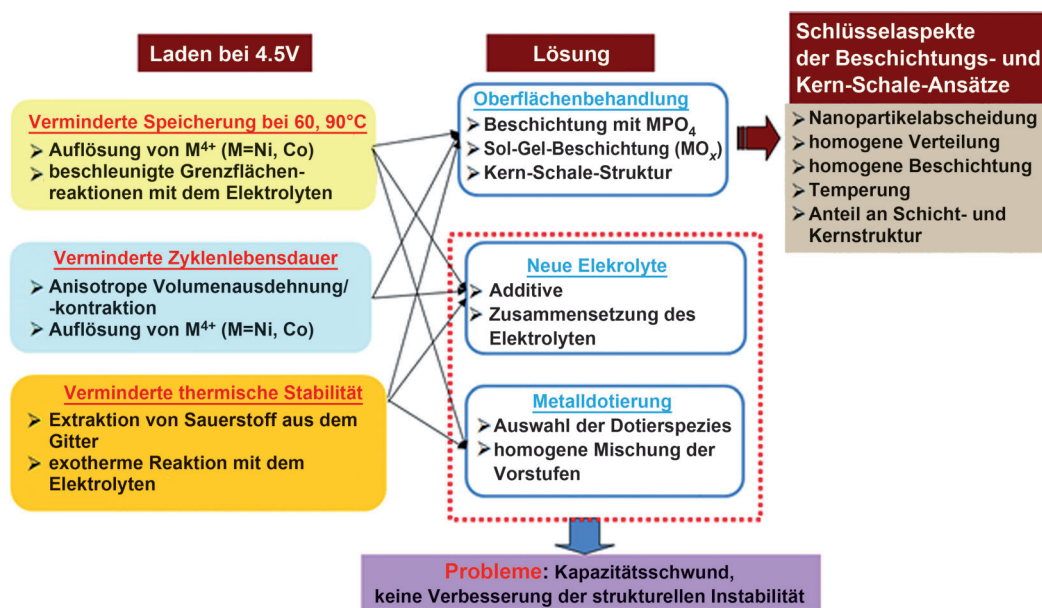 Laden bei 4.5V
Verminderte Speicherung bei 60, 90°C
➢ Auflösung von M⁴⁺ (M=Ni, Co)
➢ beschleunigte Grenzflächen-
reaktionen mit dem Elektrolyten
Verminderte Zyklenlebensdauer
➢ Anisotrope Volumenausdehnung/
-kontraktion
➢ Auflösung von M⁴⁺ (M=Ni, Co)
Verminderte thermische Stabilität
➢ Extraktion von Sauerstoff aus dem
Gitter
➢ exotherme Reaktion mit dem
Elektrolyten
Lösung
Oberflächenbehandlung
➢ Beschichtung mit MPO₄
➢ Sol-Gel-Beschichtung (MOₓ)
➢ Kern-Schale-Struktur
Neue Elekrolyte
➢ Additive
➢ Zusammensetzung des
Elektrolyten
Metalldotierung
➢ Auswahl der Dotierspezies
➢ homogene Mischung der
Vorstufen
Schlüsselaspekte
der Beschichtungs- und
Kern-Schale-Ansätze
➢ Nanopartikelabscheidung
➢ homogene Verteilung
➢ homogene Beschichtung
➢ Temperung
➢ Anteil an Schicht- und
Kernstruktur
Probleme: Kapazitätsschwund,
keine Verbesserung der strukturellen Instabilität